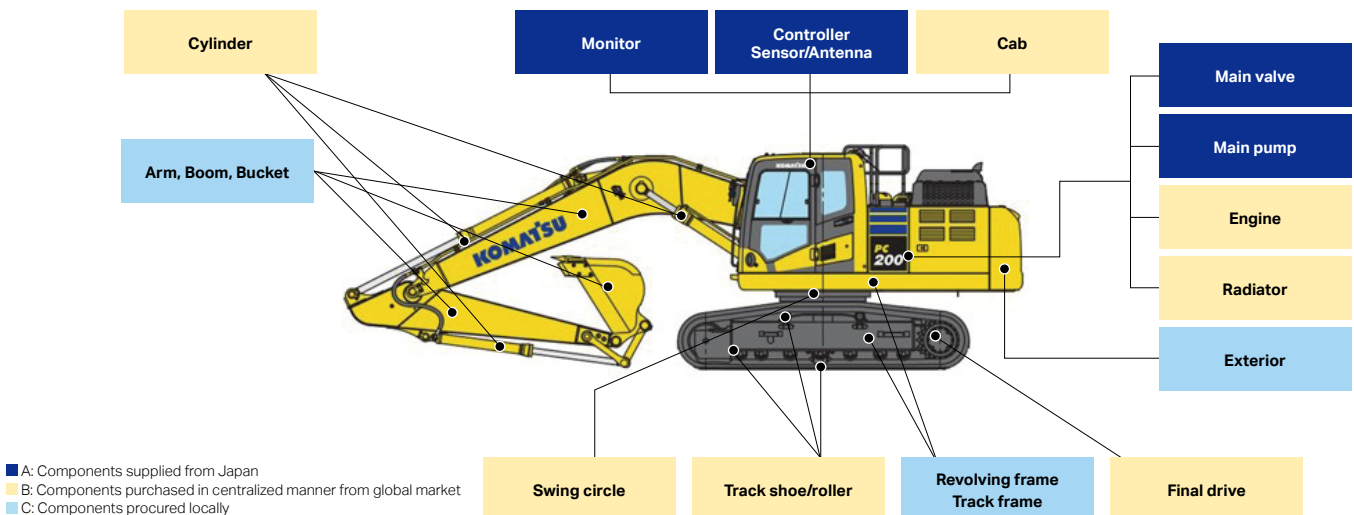 Cylinder
Monitor
Controller
Sensor/Antenna
Cab
Main valve
Main pump
Arm, Boom, Bucket
Engine
Radiator
Exterior
KOMATSU
KOMATSU
PC
200
Swing circle
Track shoe/roller
Revolving frame
Track frame
Final drive
A: Components supplied from Japan
B: Components purchased in centralized manner from global market
C: Components procured locally